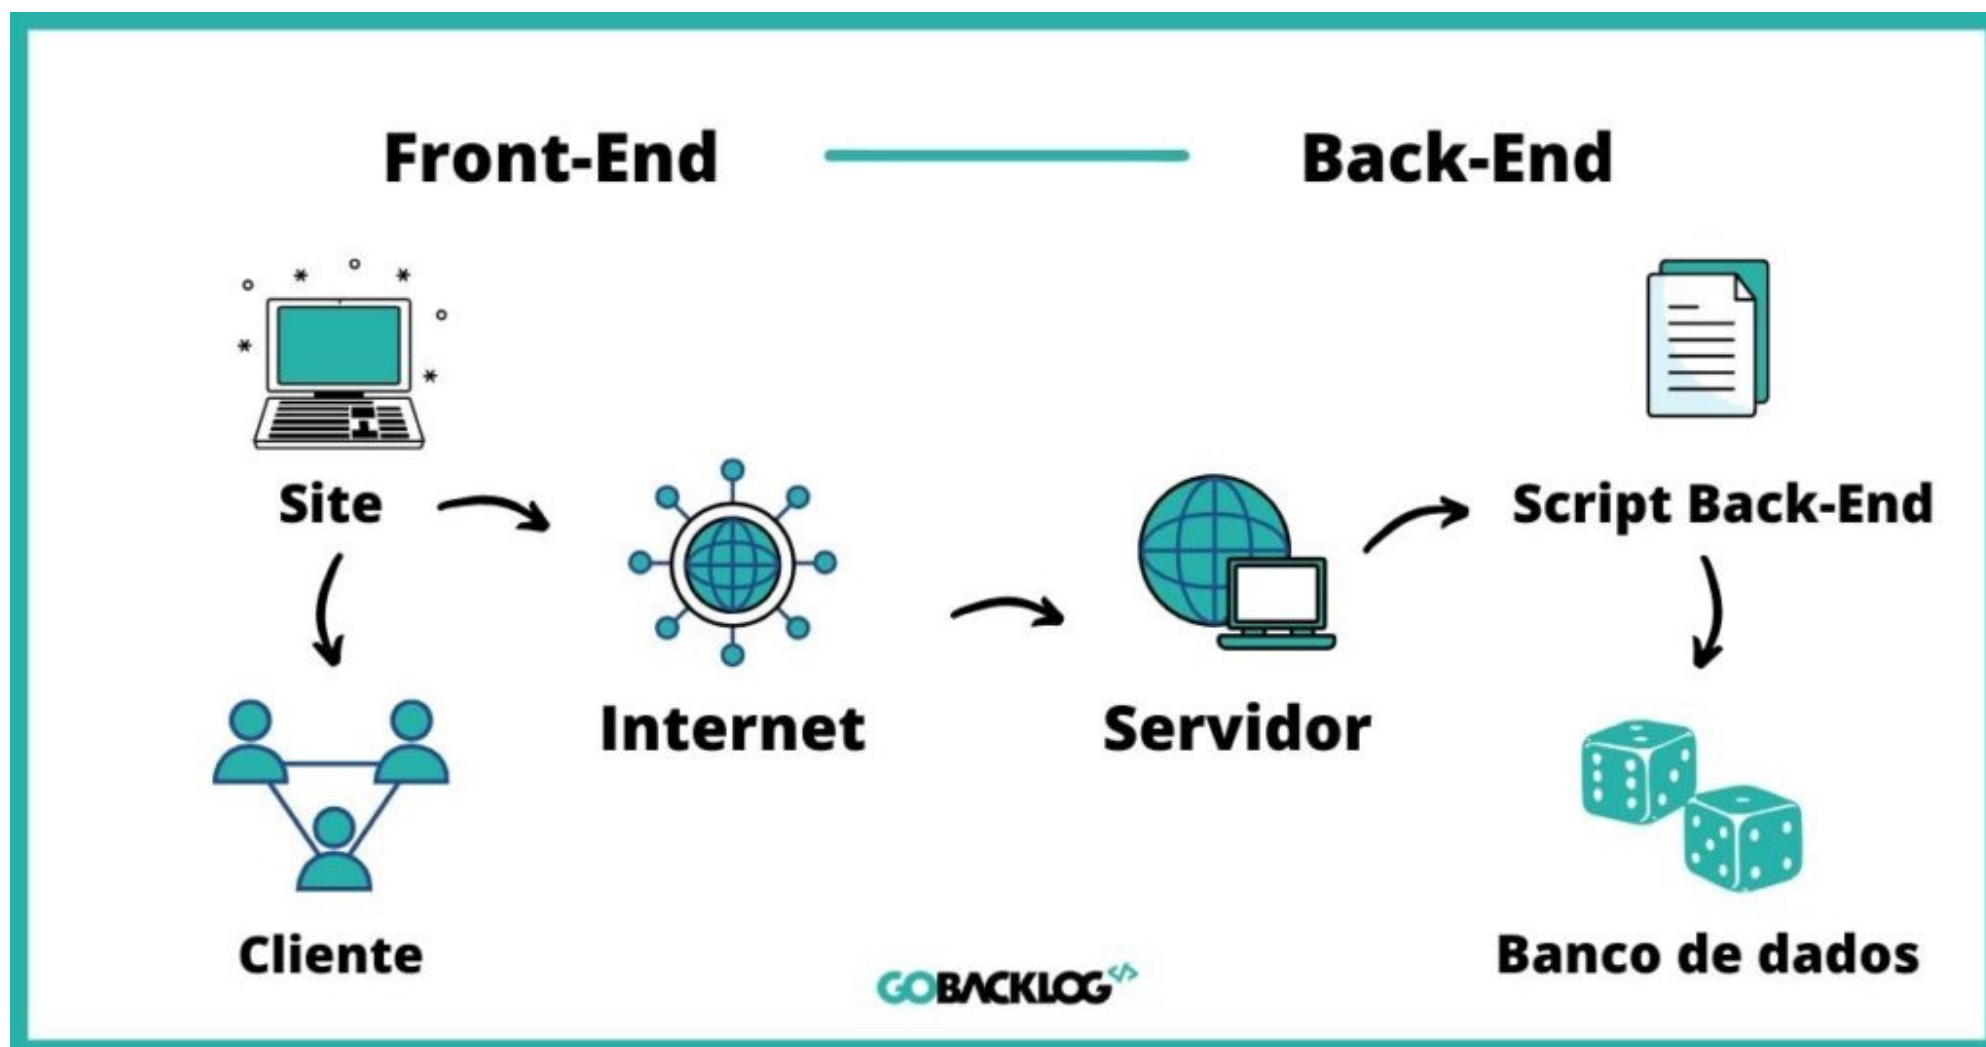 Front-End
Back-End
Site
Script Back-End
Internet
Servidor
Cliente
Banco de dados
GOBACKLOG</>